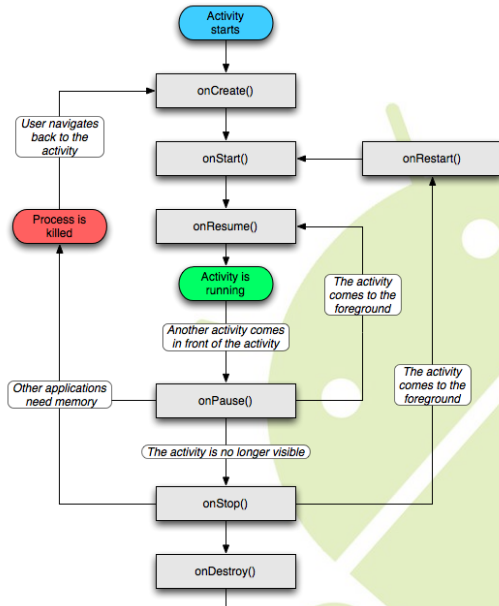 Activity
starts
onCreate()
User navigates
back to the
activity
onStart()
onRestart()
Process is
killed
onResume()
Activity is
running
The activity
comes to the
foreground
Another activity comes
in front of the activity
The activity
comes to the
foreground
Other applications
need memory
onPause()
The activity is no longer visible
onStop()
onDestroy()